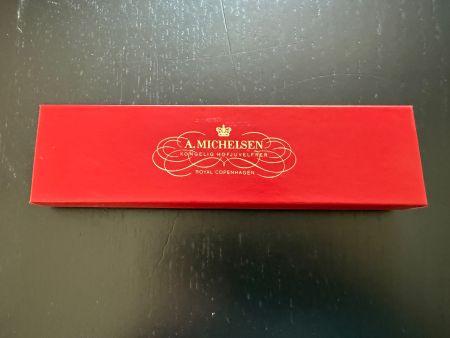 A. MICHELSEN
KONGELIG HOFJUVELERER
ROYAL COPENHAGEN